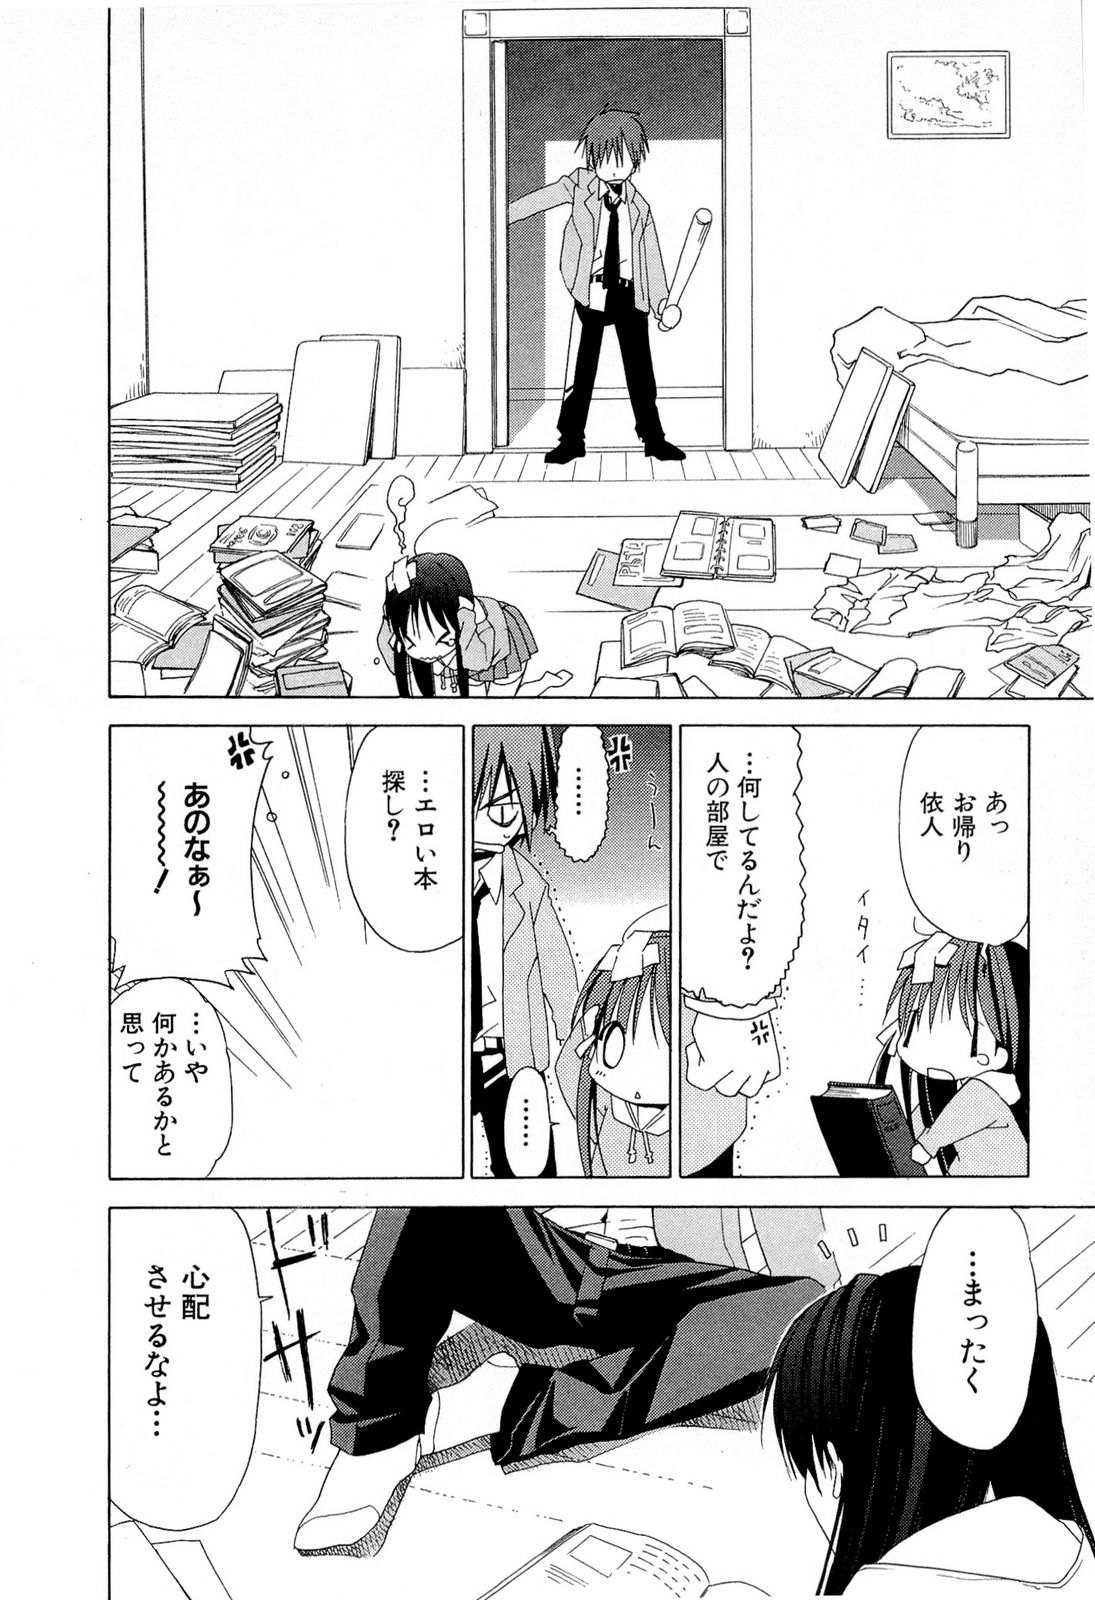 あっ
お帰り
依人
イタイ…
…何してるんだよ?
人の部屋で
うーん
……
……
…エロい本
探し?
あのなぁ〜
〜〜〜〜!
…いや
何かあるかと
思って
…まったく
心配
させるなよ…